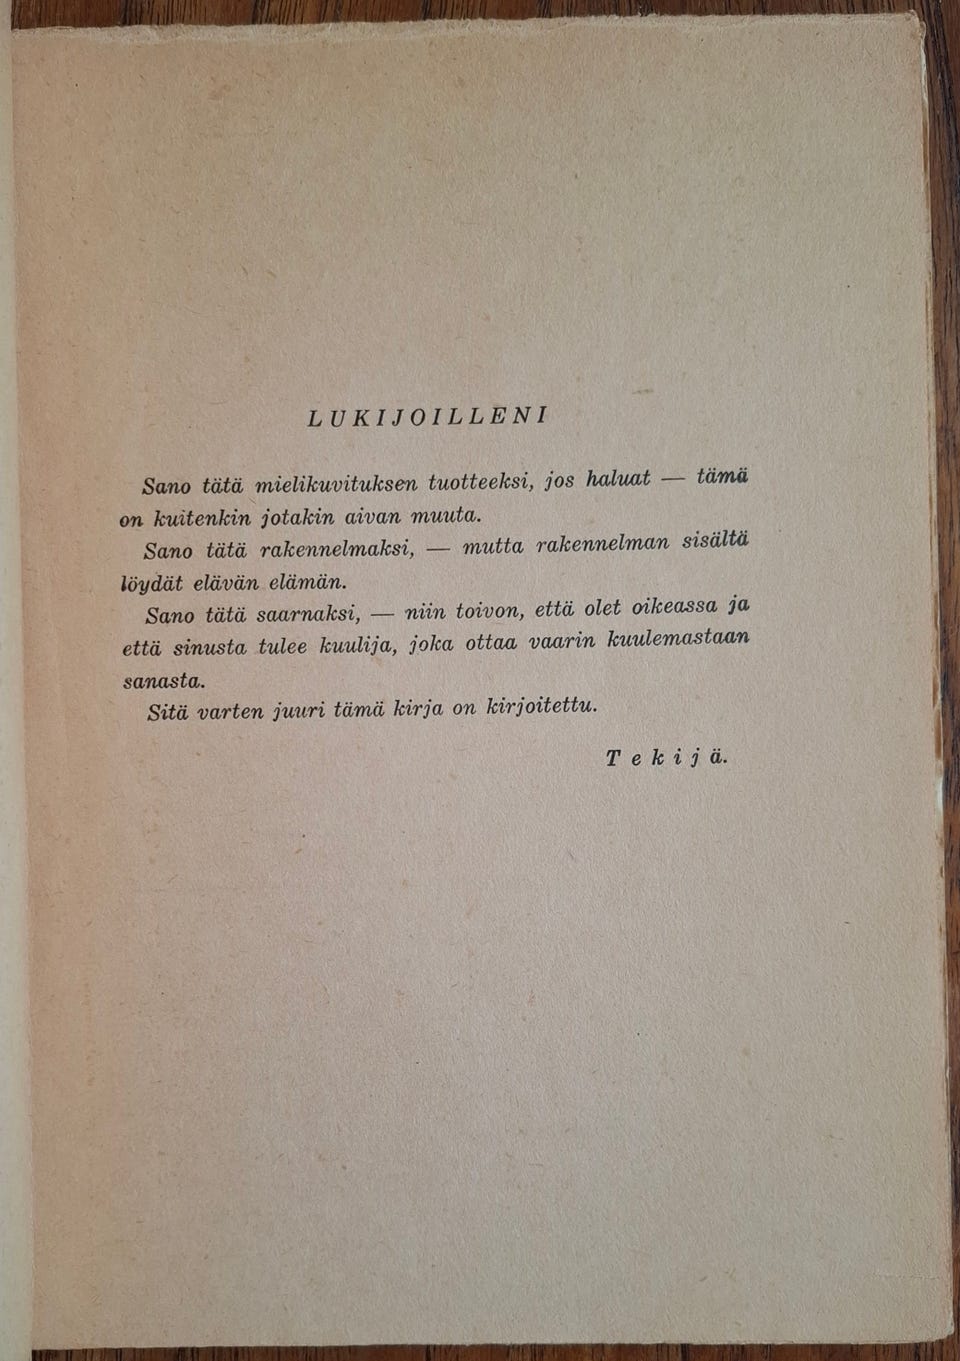 LUKIJOILLENI
Sano tätä mielikuvituksen tuotteeksi, jos haluat — tämä
on kuitenkin jotakin aivan muuta.
Sano tätä rakennelmaksi, — mutta rakennelman sisältä
löydät elävän elämän.
Sano tätä saarnaksi, — niin toivon, että olet oikeassa ja
että sinusta tulee kuulija, joka ottaa vaarin kuulemastaan
sanasta.
Sitä varten juuri tämä kirja on kirjoitettu.
Tekijä.